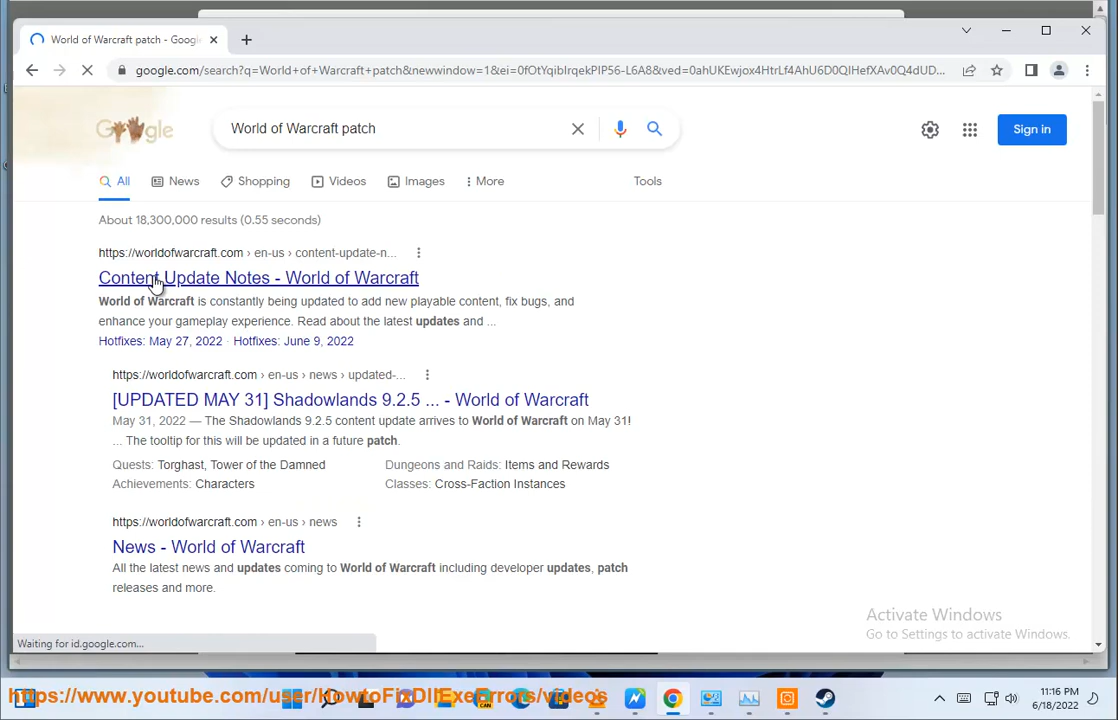 World of Warcraft patch - Goog
google.com/search?q=World+of+Warcraft+patch&newwindow=1&ei=0fOtYqibIrqekPIP56-L6A8&ved=0ahUKEwjox4HtrLf4AhU6D0QIHefXAv0Q4dUD...
Google
World of Warcraft patch
Sign in
All
News
Shopping
Videos
Images
More
Tools
About 18,300,000 results (0.55 seconds)
https://worldofwarcraft.com › en-us › content-update-n...
Content Update Notes - World of Warcraft
World of Warcraft is constantly being updated to add new playable content, fix bugs, and
enhance your gameplay experience. Read about the latest updates and ...
Hotfixes: May 27, 2022 · Hotfixes: June 9, 2022
https://worldofwarcraft.com › en-us › news › updated-...
[UPDATED MAY 31] Shadowlands 9.2.5 ... - World of Warcraft
May 31, 2022 — The Shadowlands 9.2.5 content update arrives to World of Warcraft on May 31!
... The tooltip for this will be updated in a future patch.
Quests: Torghast, Tower of the Damned
Dungeons and Raids: Items and Rewards
Achievements: Characters
Classes: Cross-Faction Instances
https://worldofwarcraft.com › en-us › news
News - World of Warcraft
All the latest news and updates coming to World of Warcraft including developer updates, patch
releases and more.
Activate Windows
Go to Settings to activate Windows.
Waiting for id.google.com...
https://www.youtube.com/user/HowtoFixDllExeErrors/videos
11:16 PM
6/18/2022